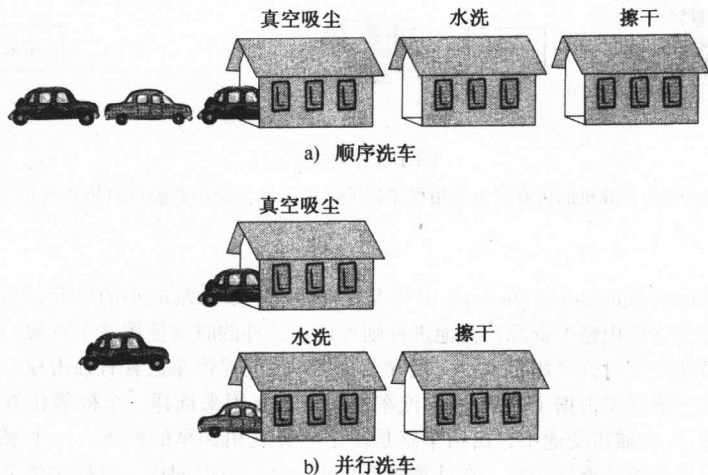 真空吸尘 水洗 擦干
a) 顺序洗车
真空吸尘
水洗 擦干
b) 并行洗车